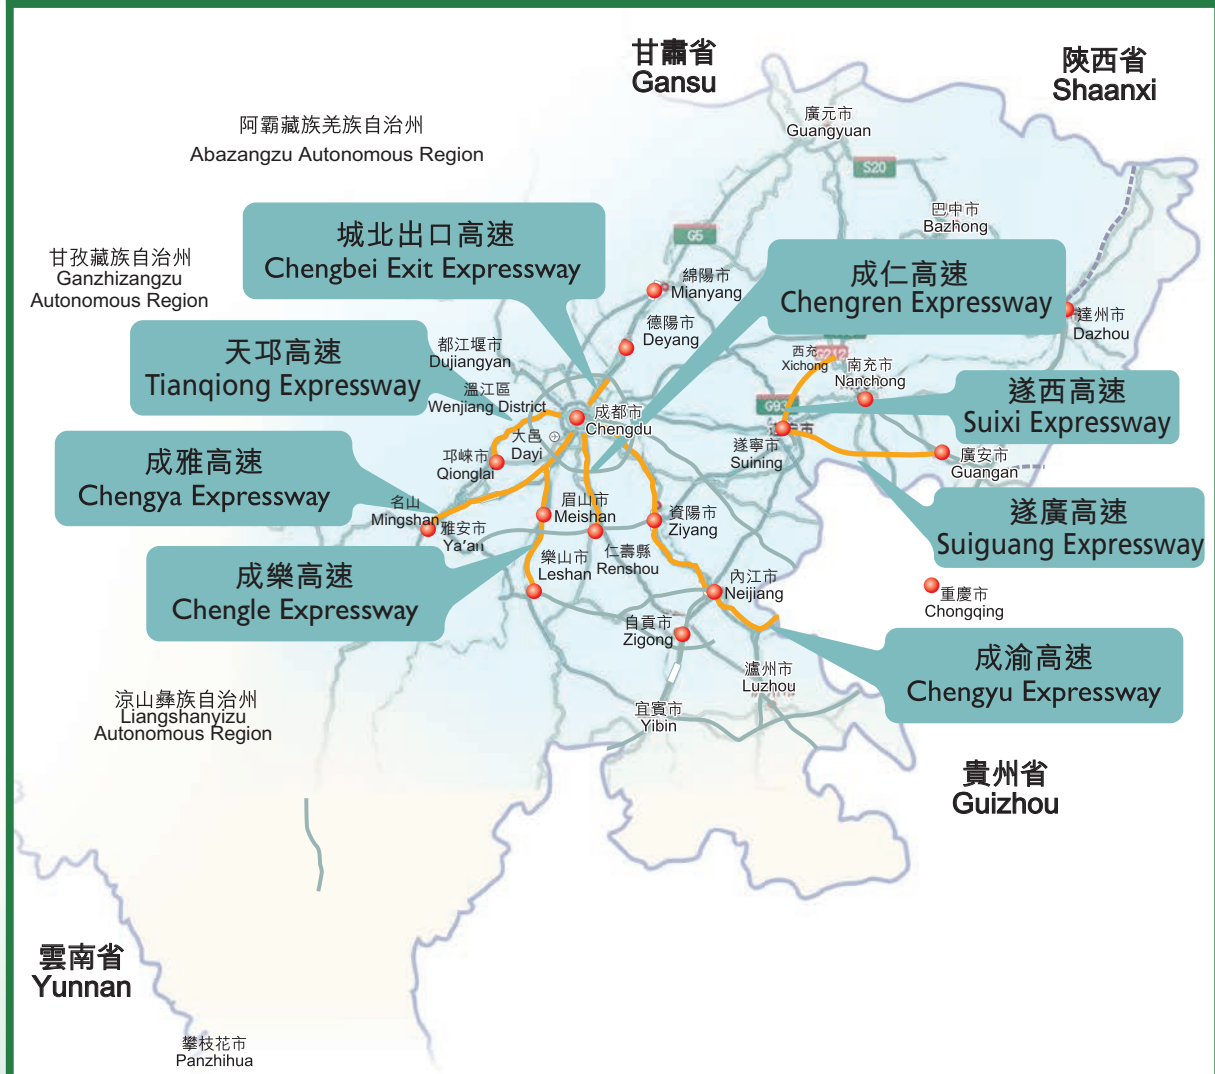 甘肅省
Gansu
陝西省
Shaanxi
廣元市
Guangyuan
阿霸藏族羌族自治州
Abazangzu Autonomous Region
S20
巴中市
Bazhong
城北出口高速
Chengbei Exit Expressway
G5
甘孜藏族自治州
Ganzhizangzu
Autonomous Region
綿陽市
Mianyang
成仁高速
Chengren Expressway
德陽市
Deyang
達州市
Dazhou
天邛高速
Tianqiong Expressway
都江堰市
Dujiangyan
西充
Xichong
南充市
Nanchong
溫江區
Wenjiang District
遂西高速
Suixi Expressway
G93
成都市
Chengdu
大邑
Dayi
遂寧市
Suining
邛崍市
Qionglai
廣安市
Guangan
成雅高速
Chengya Expressway
名山
Mingshan
眉山市
Meishan
資陽市
Ziyang
遂廣高速
Suiguang Expressway
雅安市
Ya'an
仁壽縣
Renshou
樂山市
Leshan
成樂高速
Chengle Expressway
內江市
Neijiang
重慶市
Chongqing
自貢市
Zigong
成渝高速
Chengyu Expressway
瀘州市
Luzhou
涼山彝族自治州
Liangshanyizu
Autonomous Region
宜賓市
Yibin
貴州省
Guizhou
雲南省
Yunnan
攀枝花市
Panzhihua